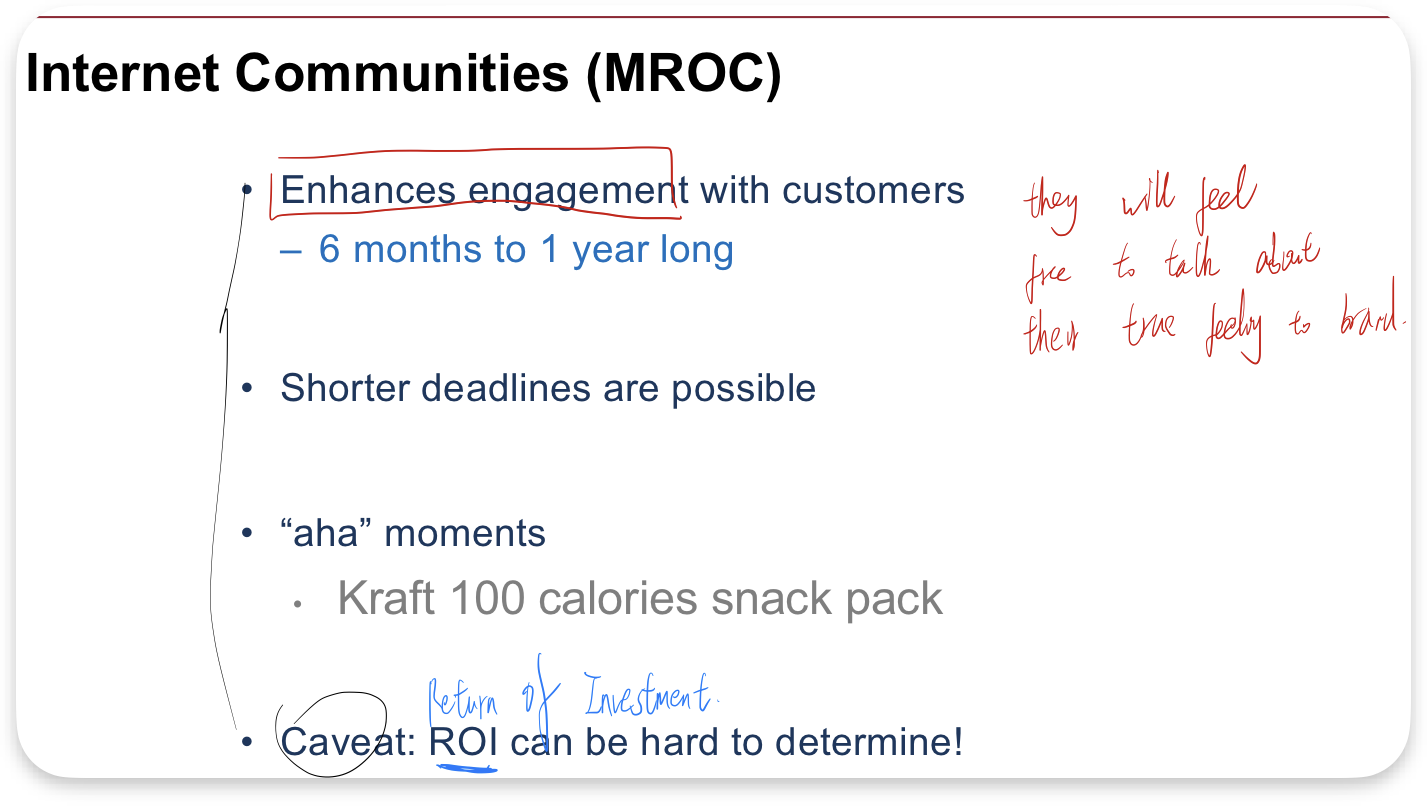 Internet Communities (MROC)
• Enhances engagement with customers
– 6 months to 1 year long
they will feel
free to talk about
their true feeling to brand.
• Shorter deadlines are possible
• “aha” moments
• Kraft 100 calories snack pack
Return of Investment.
• Caveat: ROI can be hard to determine!